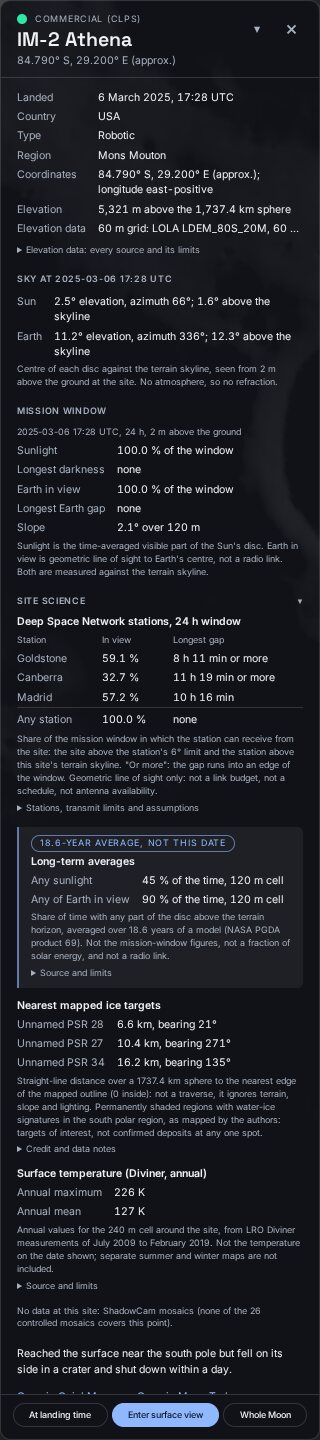 COMMERCIAL (CLPS)
IM-2 Athena
84.790° S, 29.200° E (approx.)
Landed 6 March 2025, 17:28 UTC
Country USA
Type Robotic
Region Mons Mouton
Coordinates 84.790° S, 29.200° E (approx.);
longitude east-positive
Elevation 5,321 m above the 1,737.4 km sphere
Elevation data 60 m grid: LOLA LDEM_80S_20M, 60 ...
Elevation data: every source and its limits
SKY AT 2025-03-06 17:28 UTC
Sun 2.5° elevation, azimuth 66°; 1.6° above the
skyline
Earth 11.2° elevation, azimuth 336°; 12.3° above the
skyline
Centre of each disc against the terrain skyline, seen from 2 m
above the ground at the site. No atmosphere, so no refraction.
MISSION WINDOW
2025-03-06 17:28 UTC, 24 h, 2 m above the ground
Sunlight 100.0 % of the window
Longest darkness none
Earth in view 100.0 % of the window
Longest Earth gap none
Slope 2.1° over 120 m
Sunlight is the time-averaged visible part of the Sun's disc. Earth in
view is geometric line of sight to Earth's centre, not a radio link.
Both are measured against the terrain skyline.
SITE SCIENCE
Deep Space Network stations, 24 h window
Station In view Longest gap
Goldstone 59.1 % 8 h 11 min or more
Canberra 32.7 % 11 h 19 min or more
Madrid 57.2 % 10 h 16 min
Any station 100.0 % none
Share of the mission window in which the station can receive from
the site: the site above the station's 6° limit and the station above
this site's terrain skyline. "Or more": the gap runs into an edge of
the window. Geometric line of sight only: not a link budget, not a
schedule, not antenna availability.
Stations, transmit limits and assumptions
18.6-YEAR AVERAGE, NOT THIS DATE
Long-term averages
Any sunlight 45 % of the time, 120 m cell
Any of Earth in view 90 % of the time, 120 m cell
Share of time with any part of the disc above the terrain
horizon, averaged over 18.6 years of a model (NASA PGDA
product 69). Not the mission-window figures, not a fraction of
solar energy, and not a radio link.
Source and limits
Nearest mapped ice targets
Unnamed PSR 28 6.6 km, bearing 21°
Unnamed PSR 27 10.4 km, bearing 271°
Unnamed PSR 34 16.2 km, bearing 135°
Straight-line distance over a 1737.4 km sphere to the nearest edge
of the mapped outline (0 inside): not a traverse, it ignores terrain,
slope and lighting. Permanently shaded regions with water-ice
signatures in the south polar region, as mapped by the authors:
targets of interest, not confirmed deposits at any one spot.
Credit and data notes
Surface temperature (Diviner, annual)
Annual maximum 226 K
Annual mean 127 K
Annual values for the 240 m cell around the site, from LRO Diviner
measurements of July 2009 to February 2019. Not the temperature
on the date shown; separate summer and winter maps are not
included.
Source and limits
No data at this site: ShadowCam mosaics (none of the 26
controlled mosaics covers this point).
Reached the surface near the south pole but fell on its
side in a crater and shut down within a day.
At landing time Enter surface view Whole Moon